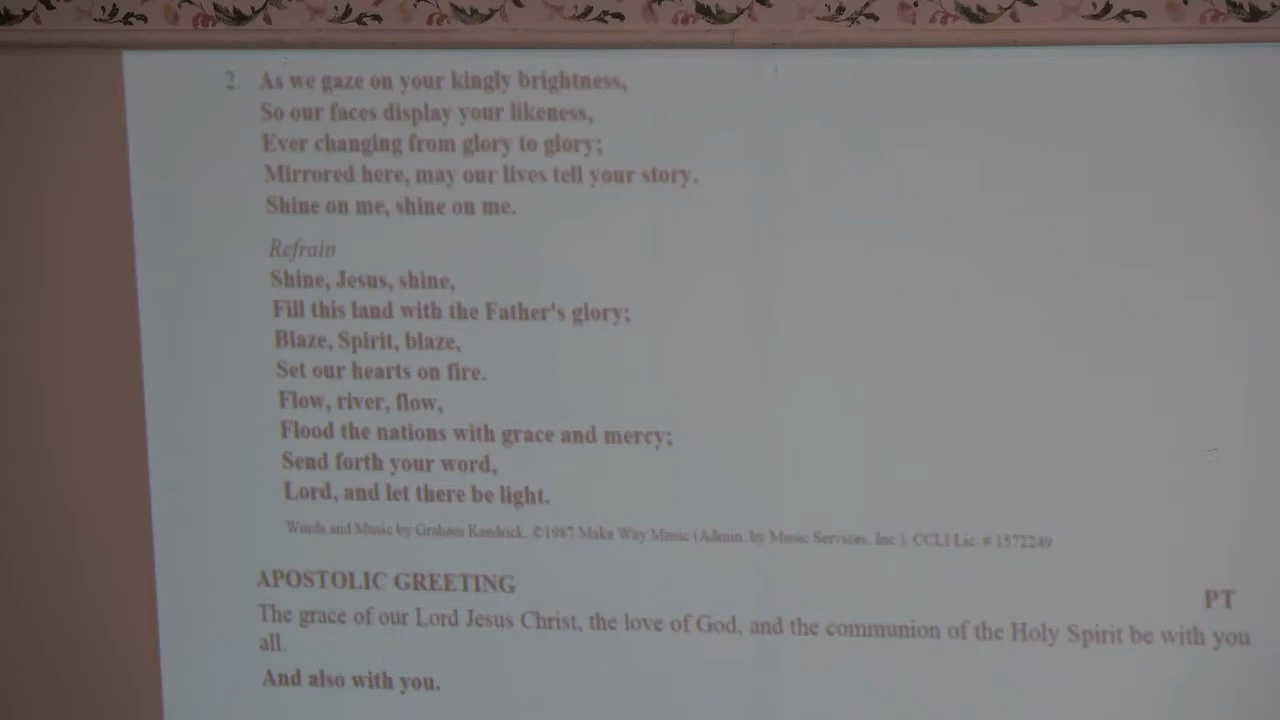 2. As we gaze on your kingly brightness,
So our faces display your likeness,
Ever changing from glory to glory;
Mirrored here, may our lives tell your story.
Shine on me, shine on me.
Refrain
Shine, Jesus, shine,
Fill this land with the Father's glory;
Blaze, Spirit, blaze,
Set our hearts on fire.
Flow, river, flow,
Flood the nations with grace and mercy;
Send forth your word,
Lord, and let there be light.
Words and Music by Graham Kendrick. ©1987 Make Way Music (Admin. by Music Services, Inc.). CCLI Lic. # 1572249
APOSTOLIC GREETING PT
The grace of our Lord Jesus Christ, the love of God, and the communion of the Holy Spirit be with you
all.
And also with you.